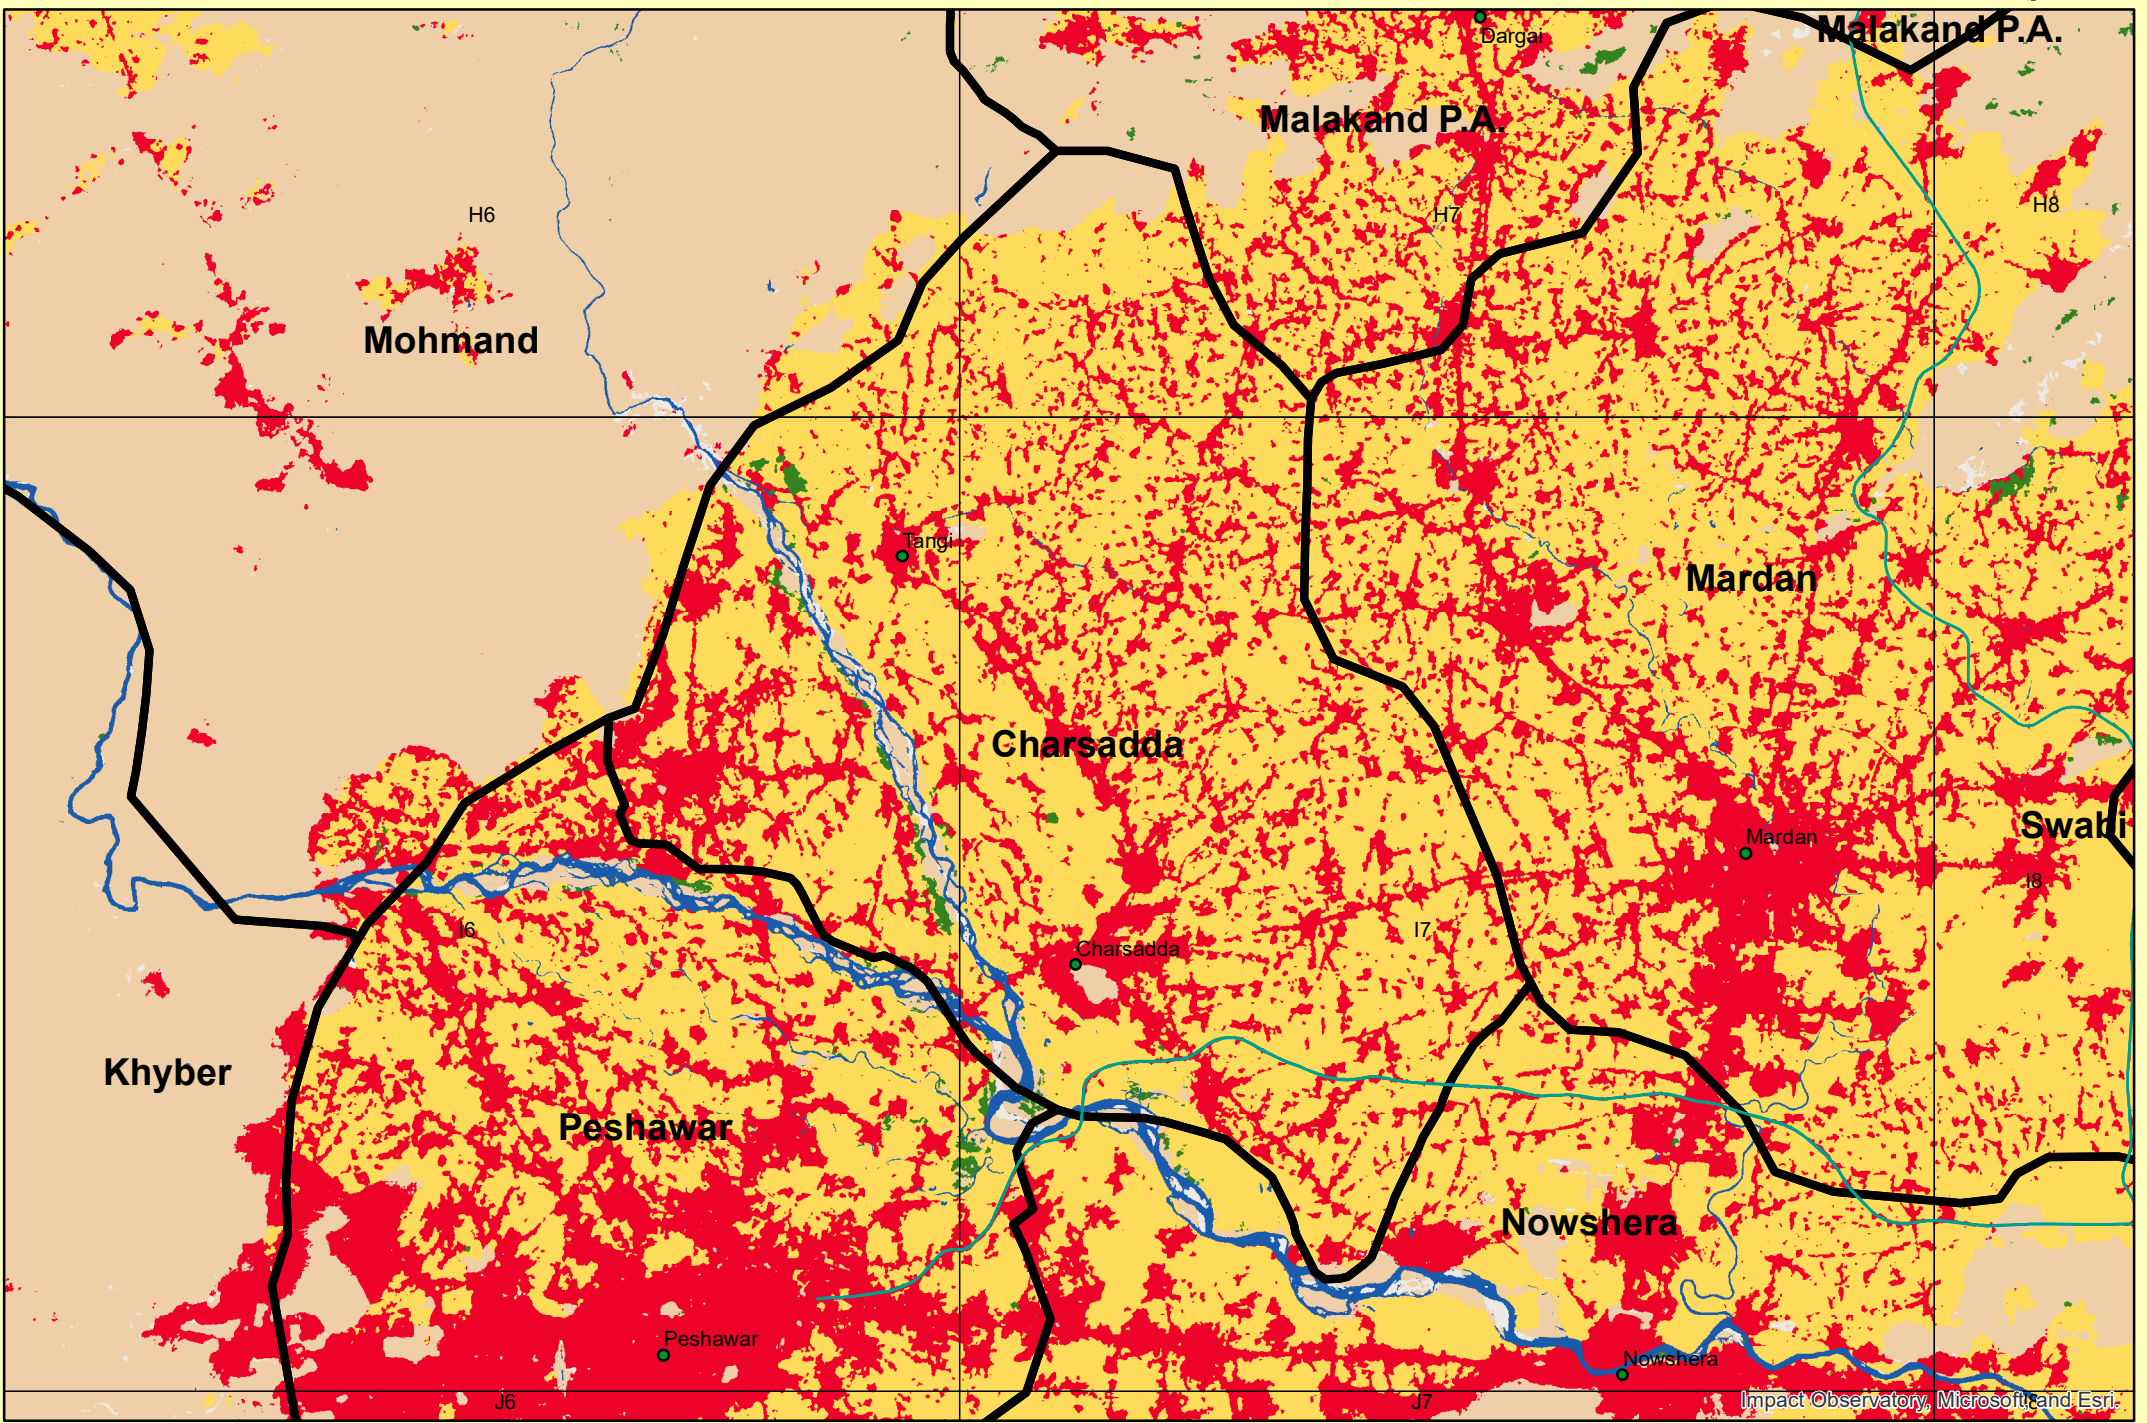 Malakand P.A.
Dargai
Malakand P.A.
H6
H7
H8
Mohmand
Tangi
Mardan
Charsadda
Swabi
Mardan
I8
I6
I7
Charsadda
Khyber
Peshawar
Nowshera
Peshawar
Nowshera
J6
J7
Impact Observatory, Microsoft, and Esri.